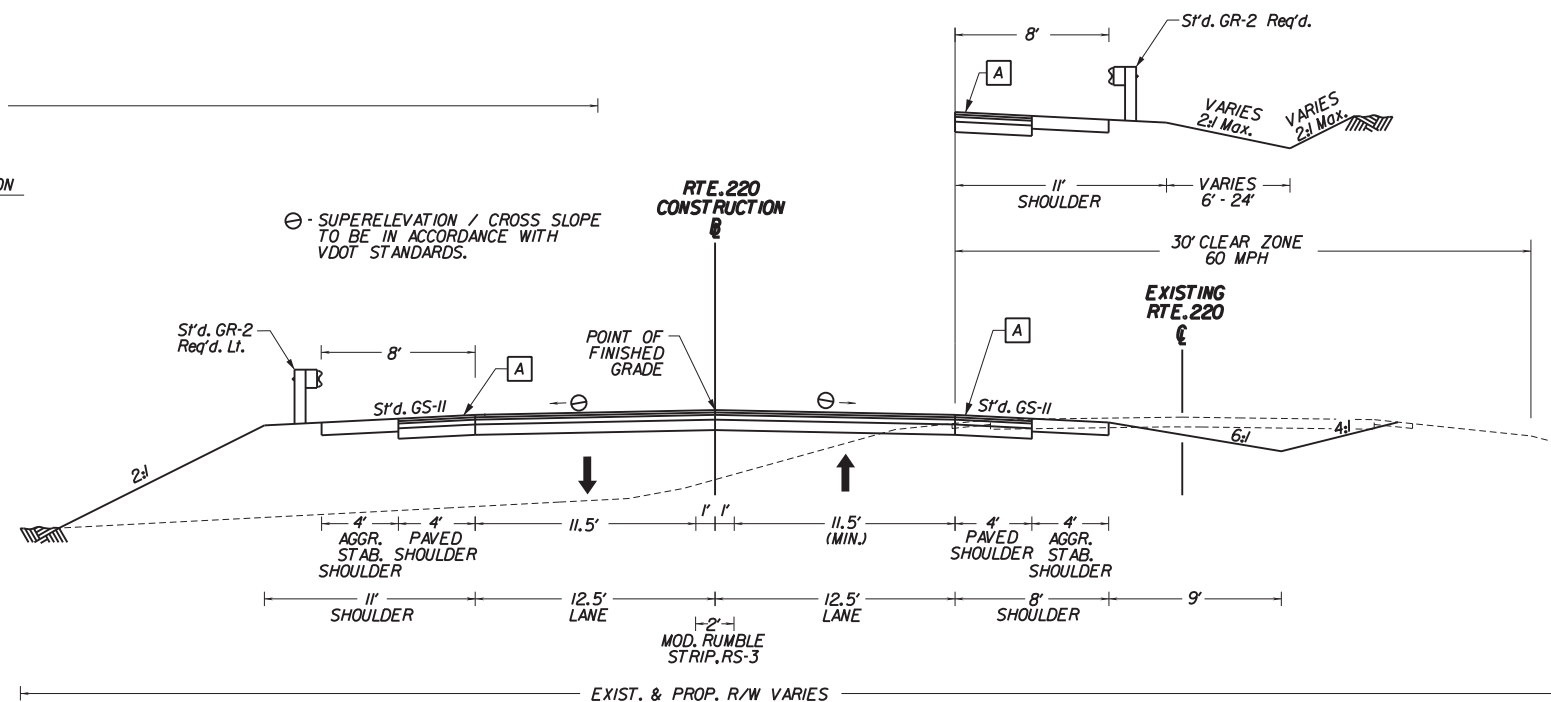 8'
St'd. GR-2 Req'd.
A
VARIES
2:1 Max.
VARIES
2:1 Max.
ON
11'
SHOULDER
VARIES
6' - 24'
RTE. 220
CONSTRUCTION
- SUPERELEVATION / CROSS SLOPE
TO BE IN ACCORDANCE WITH
VDOT STANDARDS.
30' CLEAR ZONE
60 MPH
EXISTING
RTE. 220
St'd. GR-2
Req'd. Lt.
8'
A
POINT OF
FINISHED
GRADE
A
St'd. GS-11
St'd. GS-11
2:1
6:1
4:1
4'
AGGR.
STAB.
SHOULDER
4'
PAVED
SHOULDER
11.5'
1'
1'
11.5'
(MIN.)
4'
PAVED
SHOULDER
4'
AGGR.
STAB.
SHOULDER
11'
SHOULDER
12.5'
LANE
12.5'
LANE
8'
SHOULDER
9'
2'
MOD. RUMBLE
STRIP, RS-3
EXIST. & PROP. R/W VARIES